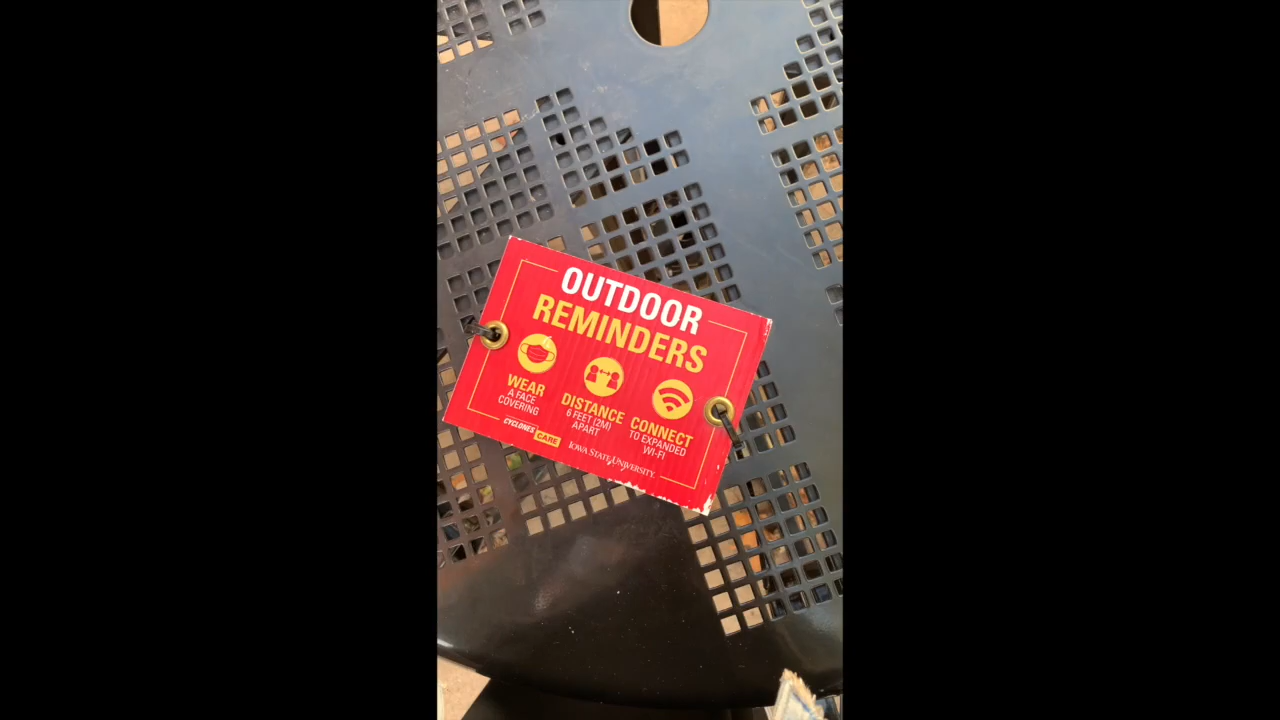 OUTDOOR
REMINDERS
WEAR
A FACE
COVERING
DISTANCE
6 FEET (2M)
APART
CONNECT
TO EXPANDED
WI-FI
CYCLONES CARE
IOWA STATE UNIVERSITY